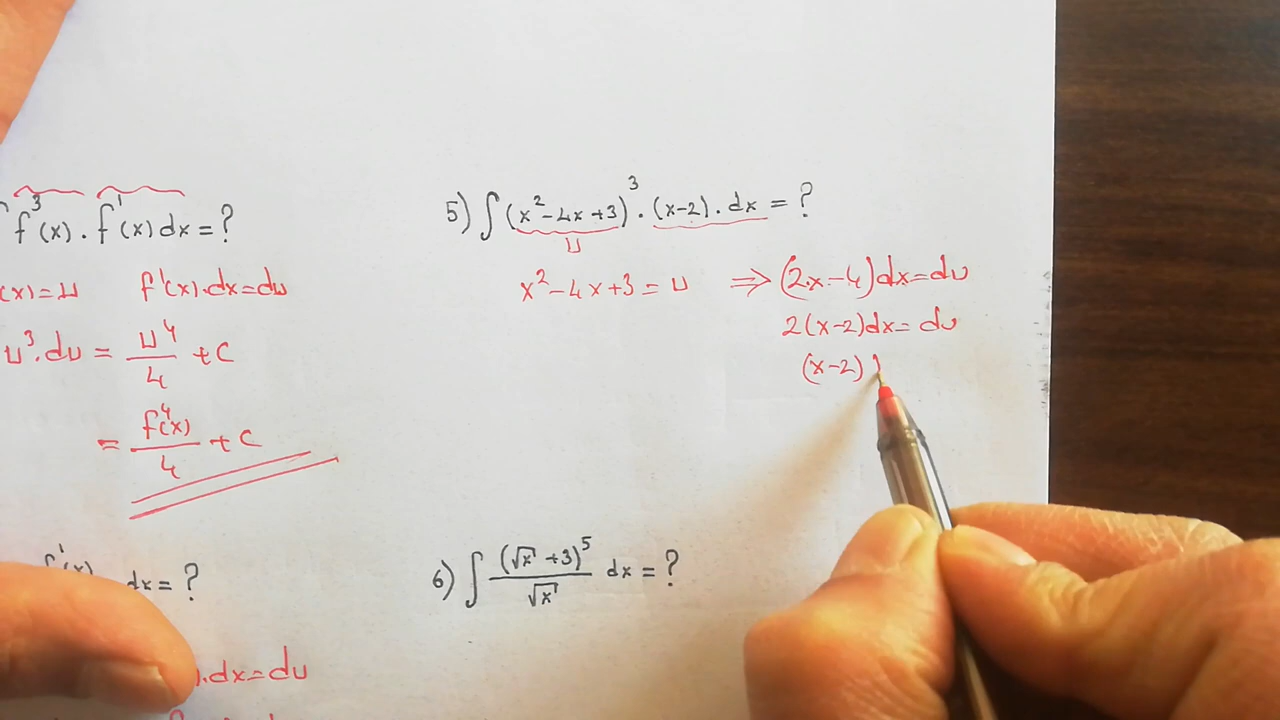 f³(x) . f'(x) dx = ?
(x) = u f'(x).dx = du
u³.du = u⁴/4 + c
= f⁴(x)/4 + c
f'(x) dx = ?
).dx = du
5) ∫ (x² - 4x + 3)³ . (x-2) . dx = ?
u
x² - 4x + 3 = u ⇒ (2.x - 4)dx = du
2(x-2)dx = du
(x-2)
6) ∫ (√x + 3)⁵/√x dx = ?